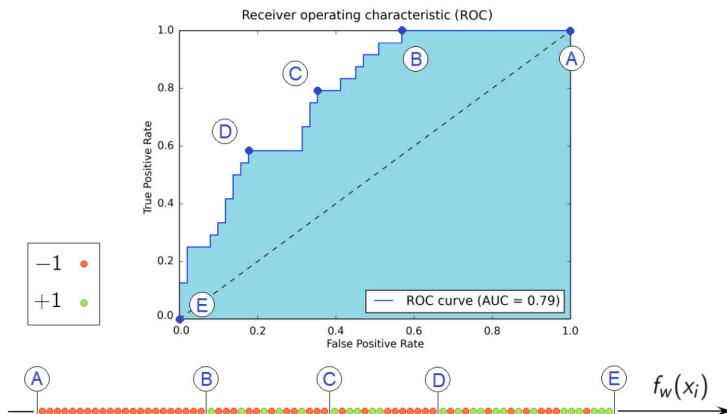 Receiver operating characteristic (ROC)
1.0
0.8
0.6
0.4
0.2
0.0
True Positive Rate
A
B
C
D
E
ROC curve (AUC = 0.79)
0.0 0.2 0.4 0.6 0.8 1.0
False Positive Rate
−1
+1
A B C D E f_w(x_i)